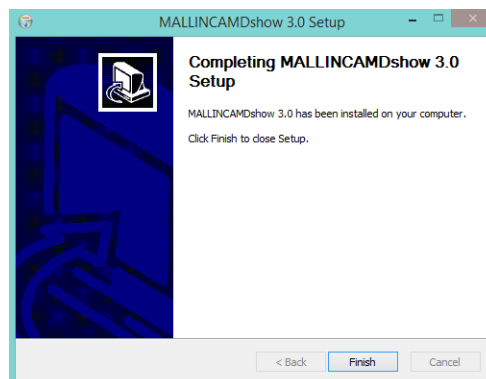 MALLINCAMDshow 3.0 Setup
Completing MALLINCAMDshow 3.0
Setup
MALLINCAMDshow 3.0 has been installed on your computer.
Click Finish to close Setup.
< Back Finish Cancel